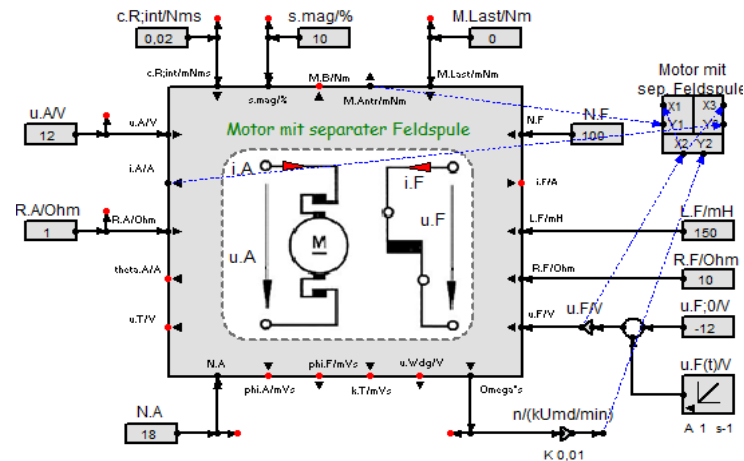 c.R;int/Nms
s.mag/%
M.Last/Nm
0,02
10
0
Motor mit
sep. Feldspule
c.R;int/mNms
s.mag/%
M.B/Nm
M.Antr/mNm
M.Last/mNm
X1
X3
Y1
X2
Y2
u.A/V
12
u.A/V
Motor mit separater Feldspule
N.F
N.F
100
i.A/A
i.A
i.F
i.F/A
R.A/Ohm
1
R.A/Ohm
M
u.A
u.F
L.F/mH
L.F/mH
150
theta.A/A
R.F/Ohm
R.F/Ohm
10
u.T/V
u.F/V
u.F/V
u.F;0/V
-12
N.A
phi.A/mVs
phi.F/mVs
k.T/mVs
u.Wdg/V
Omega*s
u.F(t)/V
A 1 s-1
N.A
18
n/(kUmd/min)
K 0,01